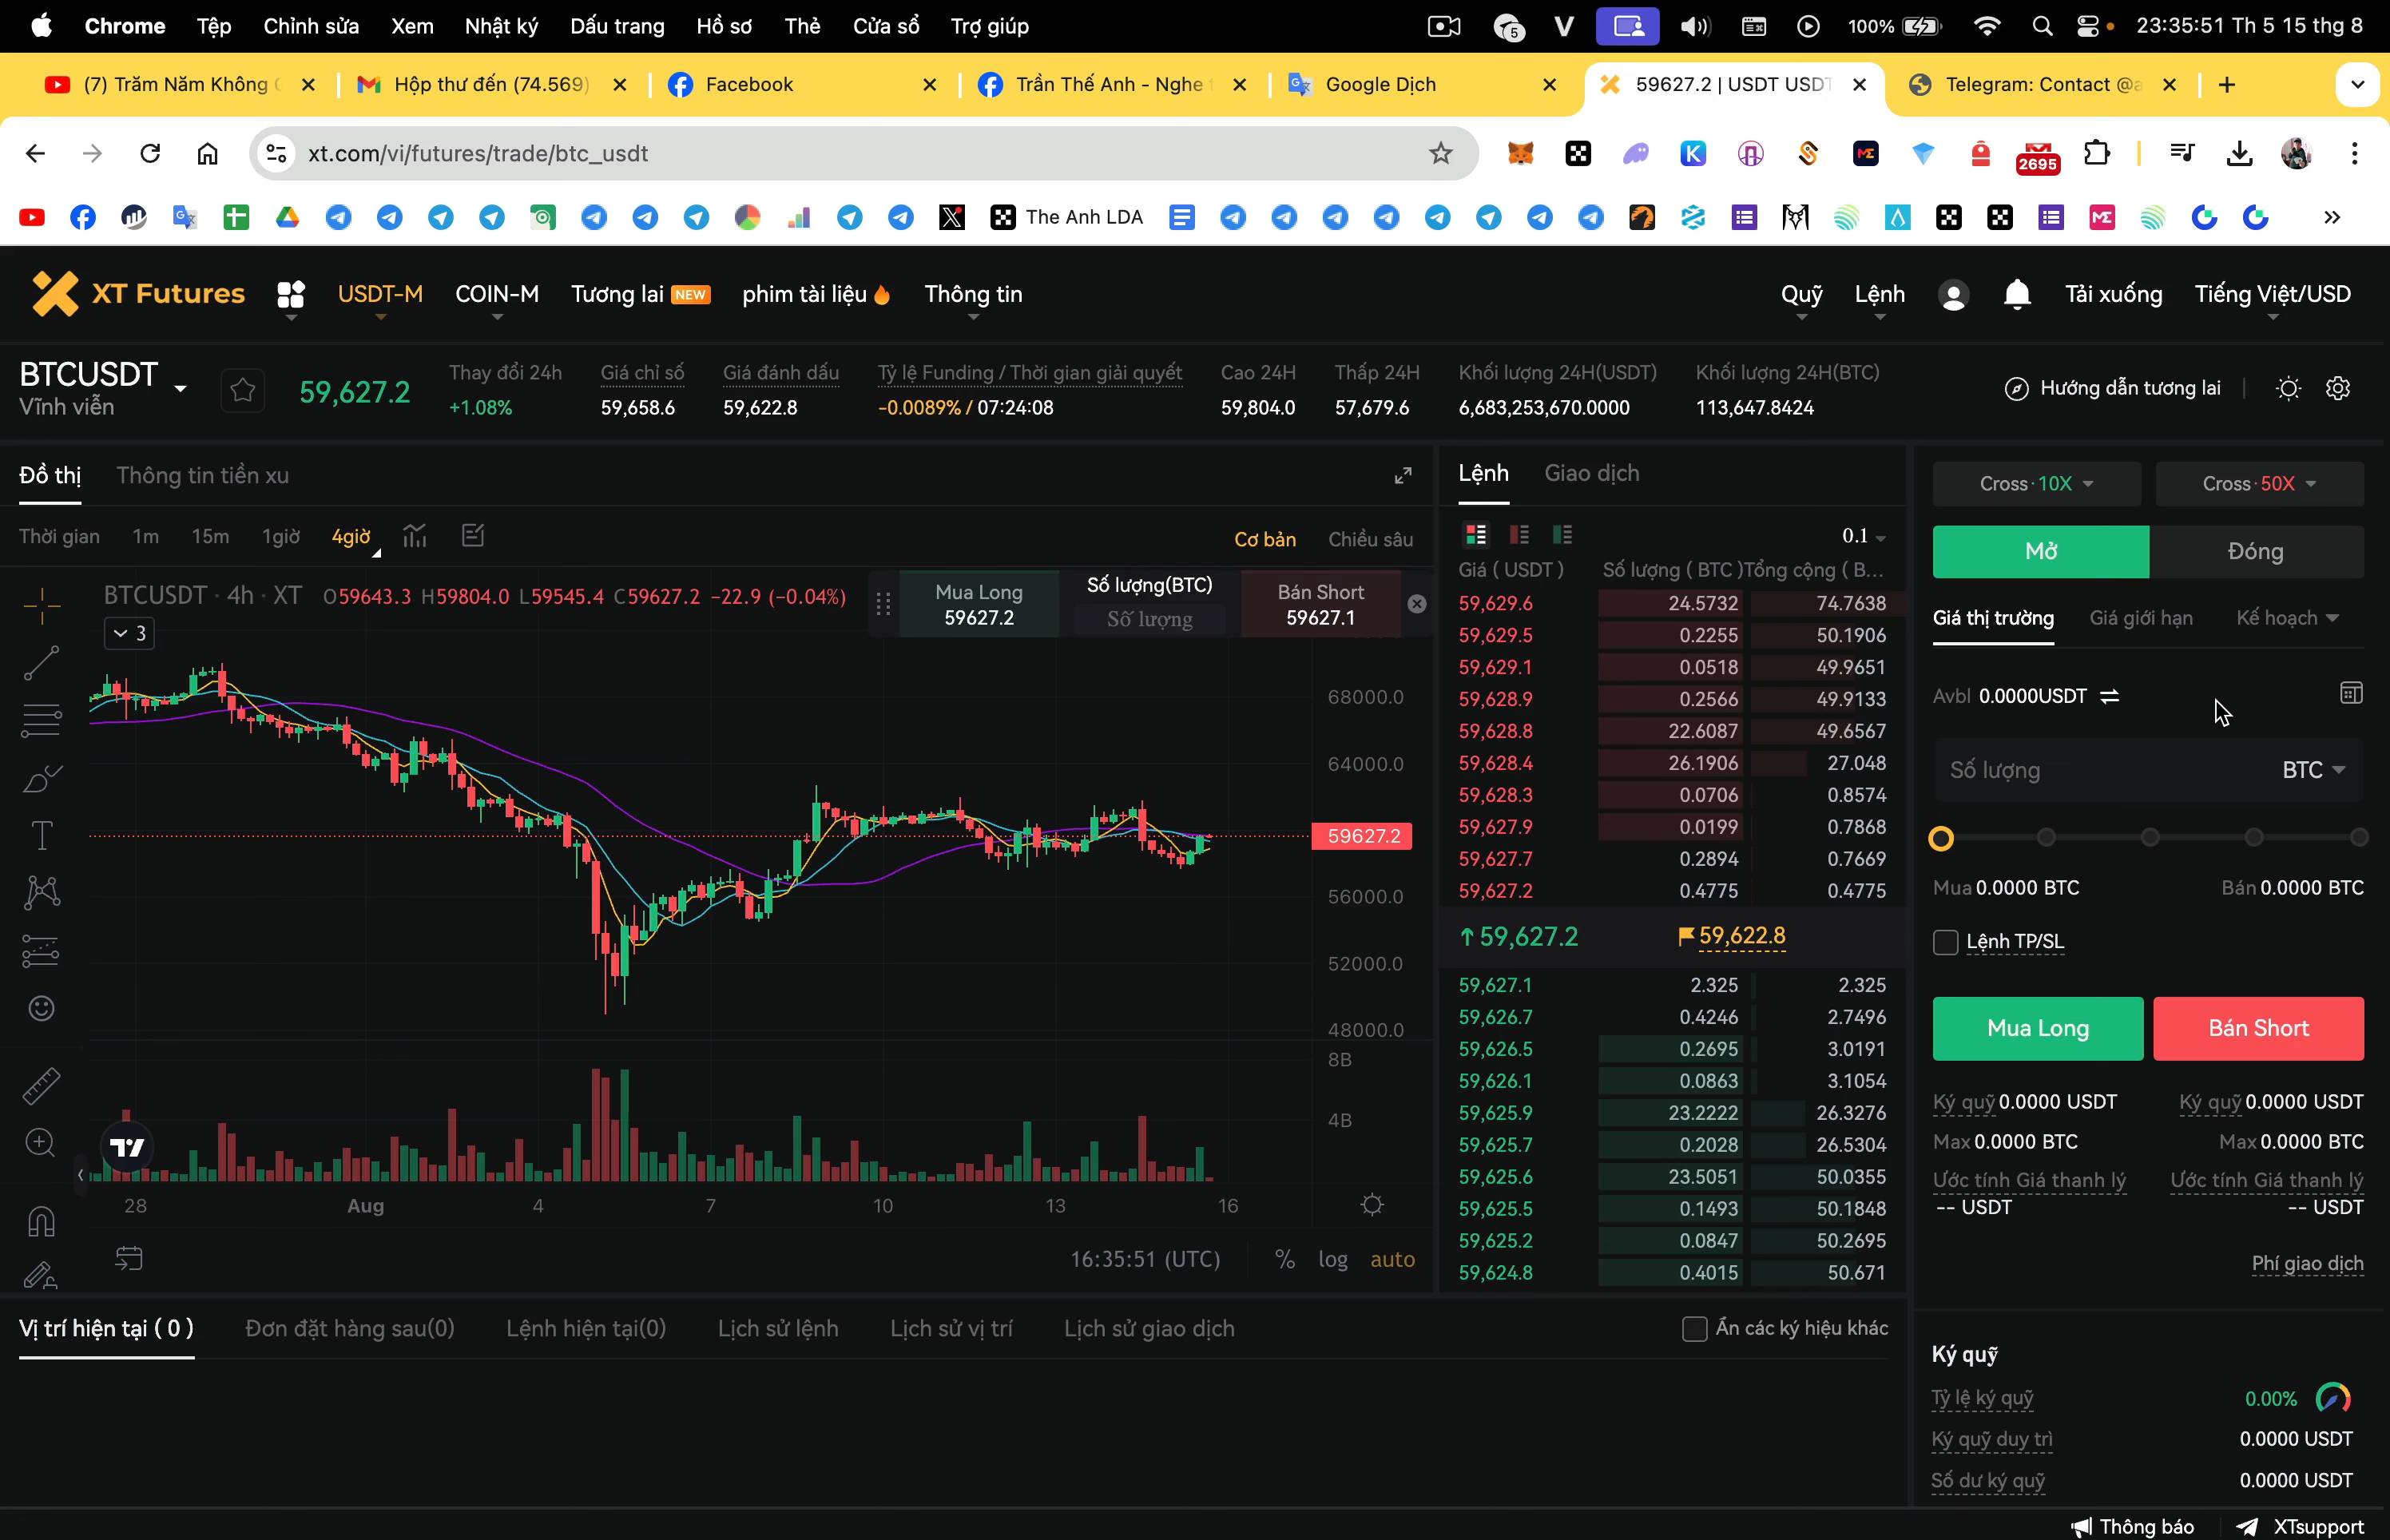 Chrome Tệp Chỉnh sửa Xem Nhật ký Dấu trang Hồ sơ Thẻ Cửa sổ Trợ giúp 5 V 100% 23:35:51 Th 5 15 thg 8
(7) Trăm Năm Không Hộp thư đến (74.569) Facebook Trần Thế Anh - Nghe Google Dịch 59627.2 | USDT USDT Telegram: Contact @a
xt.com/vi/futures/trade/btc_usdt 2695
The Anh LDA
XT Futures USDT-M COIN-M Tương lai NEW phim tài liệu Thông tin Quỹ Lệnh Tải xuống Tiếng Việt/USD
BTCUSDT 59,627.2 Thay đổi 24h Giá chỉ số Giá đánh dấu Tỷ lệ Funding / Thời gian giải quyết Cao 24H Thấp 24H Khối lượng 24H(USDT) Khối lượng 24H(BTC) Hướng dẫn tương lai
Vĩnh viễn +1.08% 59,658.6 59,622.8 -0.0089% / 07:24:08 59,804.0 57,679.6 6,683,253,670.0000 113,647.8424
Đồ thị Thông tin tiền xu
Thời gian 1m 15m 1giờ 4giờ Cơ bản Chiều sâu
BTCUSDT · 4h · XT O59643.3 H59804.0 L59545.4 C59627.2 −22.9 (−0.04%)
3
Mua Long
59627.2
Số lượng(BTC)
Số lượng
Bán Short
59627.1
68000.0
64000.0
59627.2
56000.0
52000.0
48000.0
8B
4B
28 Aug 4 7 10 13 16
16:35:51 (UTC) % log auto
Lệnh Giao dịch
0.1
Giá ( USDT ) Số lượng ( BTC ) Tổng cộng ( B...
59,629.6 24.5732 74.7638
59,629.5 0.2255 50.1906
59,629.1 0.0518 49.9651
59,628.9 0.2566 49.9133
59,628.8 22.6087 49.6567
59,628.4 26.1906 27.048
59,628.3 0.0706 0.8574
59,627.9 0.0199 0.7868
59,627.7 0.2894 0.7669
59,627.2 0.4775 0.4775
59,627.2 59,622.8
59,627.1 2.325 2.325
59,626.7 0.4246 2.7496
59,626.5 0.2695 3.0191
59,626.1 0.0863 3.1054
59,625.9 23.2222 26.3276
59,625.7 0.2028 26.5304
59,625.6 23.5051 50.0355
59,625.5 0.1493 50.1848
59,625.2 0.0847 50.2695
59,624.8 0.4015 50.671
Cross · 10X Cross · 50X
Mở Đóng
Giá thị trường Giá giới hạn Kế hoạch
Avbl 0.0000USDT
Số lượng BTC
Mua 0.0000 BTC Bán 0.0000 BTC
Lệnh TP/SL
Mua Long Bán Short
Ký quỹ 0.0000 USDT Ký quỹ 0.0000 USDT
Max 0.0000 BTC Max 0.0000 BTC
Ước tính Giá thanh lý Ước tính Giá thanh lý
-- USDT -- USDT
Phí giao dịch
Ký quỹ
Tỷ lệ ký quỹ 0.00%
Ký quỹ duy trì 0.0000 USDT
Số dư ký quỹ 0.0000 USDT
Vị trí hiện tại ( 0 ) Đơn đặt hàng sau(0) Lệnh hiện tại(0) Lịch sử lệnh Lịch sử vị trí Lịch sử giao dịch Ẩn các ký hiệu khác
Thông báo XTsupport